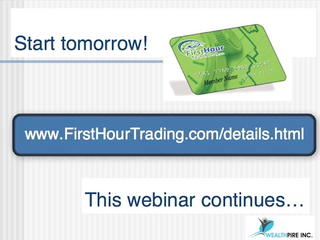 Start tomorrow!
First Hour
Member Name
www.FirstHourTrading.com/details.html
This webinar continues…
WEALTHPIRE INC.